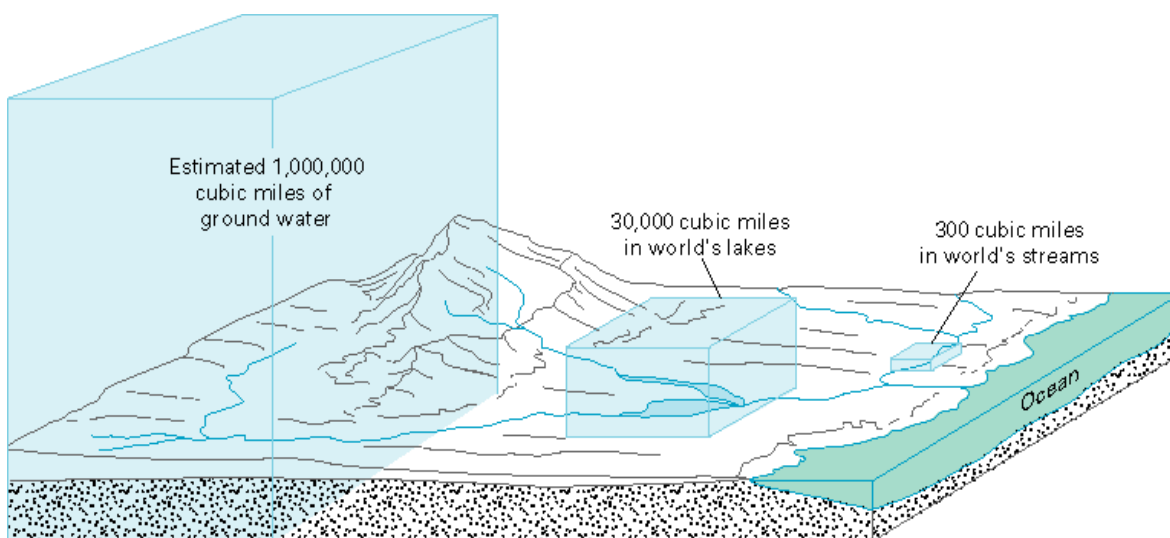 Estimated 1,000,000
cubic miles of
ground water
30,000 cubic miles
in world's lakes
300 cubic miles
in world's streams
Ocean